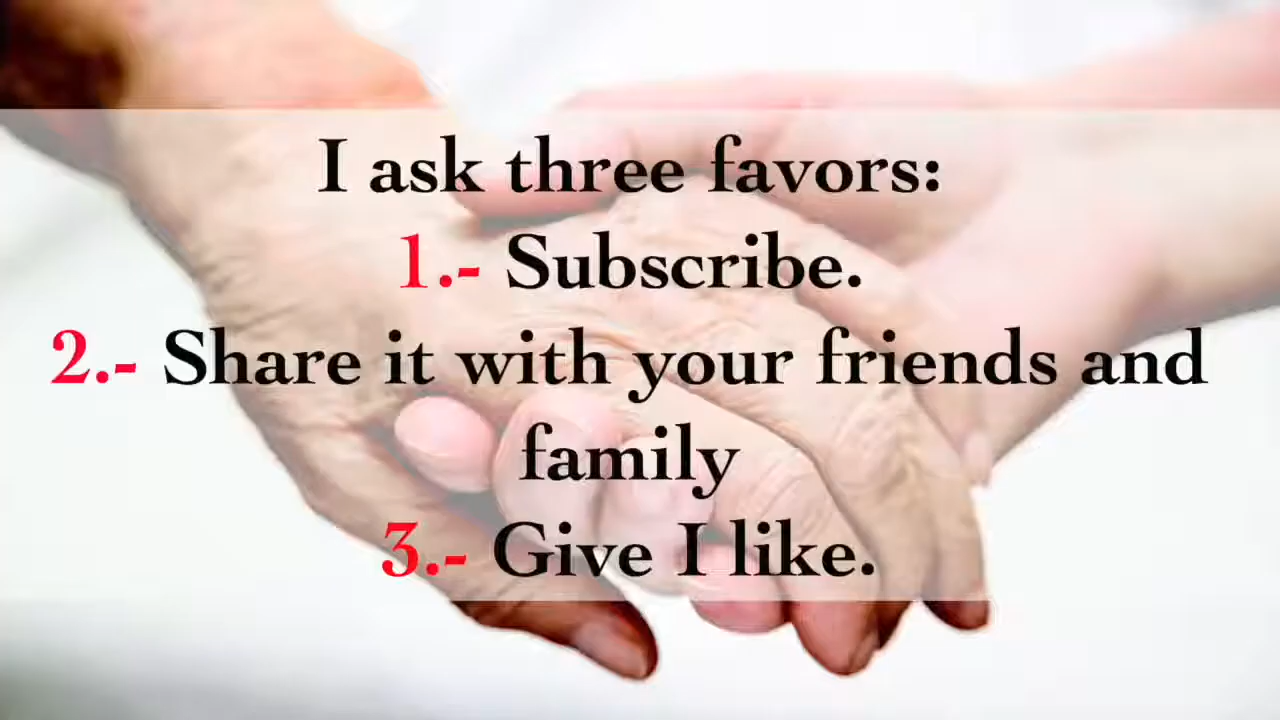 I ask three favors:
1.- Subscribe.
2.- Share it with your friends and
family
3.- Give I like.